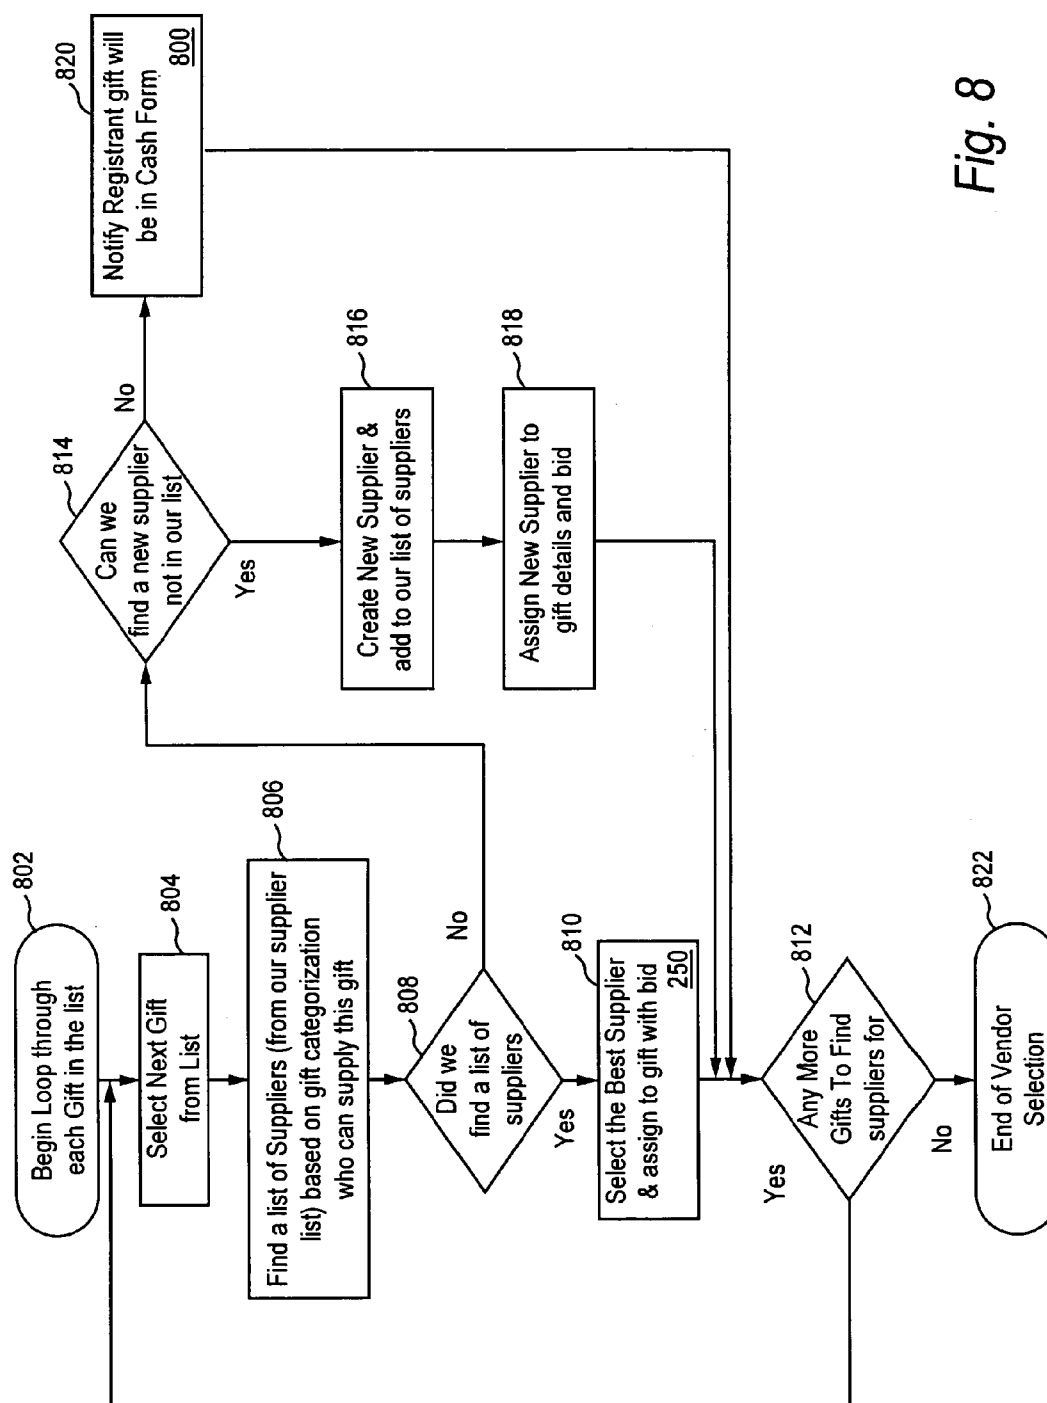 802
Begin Loop through
each Gift in the list
804
Select Next Gift
from List
806
Find a list of Suppliers (from our supplier
list) based on gift categorization
who can supply this gift
808
Did we
find a list of
suppliers
No
Yes
810
Select the Best Supplier
& assign to gift with bid
250
812
Any More
Gifts To Find
suppliers for
Yes
No
822
End of Vendor
Selection
814
Can we
find a new supplier
not in our list
No
Yes
816
Create New Supplier &
add to our list of suppliers
818
Assign New Supplier to
gift details and bid
820
Notify Registrant gift will
be in Cash Form
800
Fig. 8